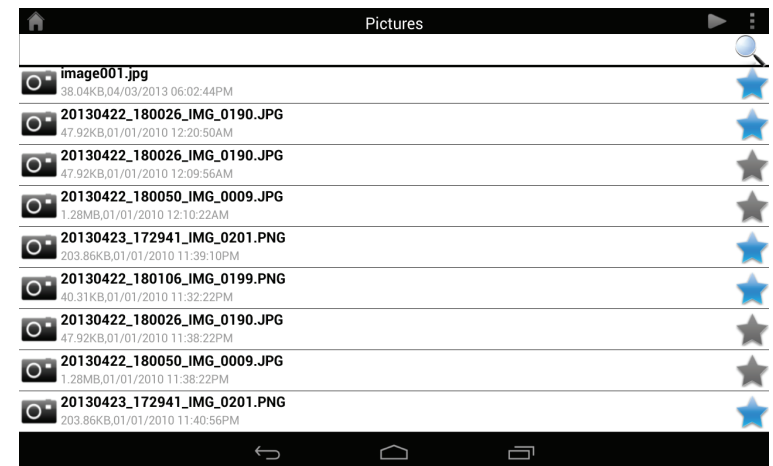 Pictures
image001.jpg
38.04KB,04/03/2013 06:02:44PM
20130422_180026_IMG_0190.JPG
47.92KB,01/01/2010 12:20:50AM
20130422_180026_IMG_0190.JPG
47.92KB,01/01/2010 12:09:56AM
20130422_180050_IMG_0009.JPG
1.28MB,01/01/2010 12:10:22AM
20130423_172941_IMG_0201.PNG
203.86KB,01/01/2010 11:39:10PM
20130422_180106_IMG_0199.PNG
40.31KB,01/01/2010 11:32:22PM
20130422_180026_IMG_0190.JPG
47.92KB,01/01/2010 11:38:22PM
20130422_180050_IMG_0009.JPG
1.28MB,01/01/2010 11:38:22PM
20130423_172941_IMG_0201.PNG
203.86KB,01/01/2010 11:40:56PM